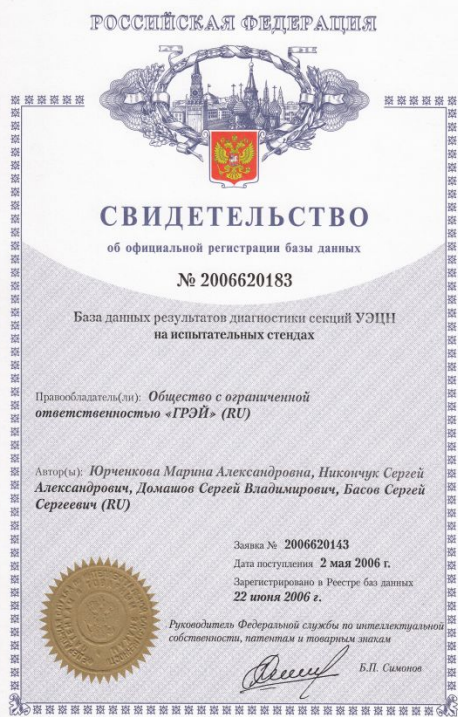 РОССИЙСКАЯ ФЕДЕРАЦИЯ
СВИДЕТЕЛЬСТВО
об официальной регистрации базы данных
№ 2006620183
База данных результатов диагностики секций УЭЦН
на испытательных стендах
Правообладатель(ли): Общество с ограниченной
ответственностью «ГРЭЙ» (RU)
Автор(ы): Юрченкова Марина Александровна, Никончук Сергей
Александрович, Домашов Сергей Владимирович, Басов Сергей
Сергеевич (RU)
Заявка № 2006620143
Дата поступления 2 мая 2006 г.
Зарегистрировано в Реестре баз данных
22 июня 2006 г.
Руководитель Федеральной службы по интеллектуальной
собственности, патентам и товарным знакам
Б.П. Симонов